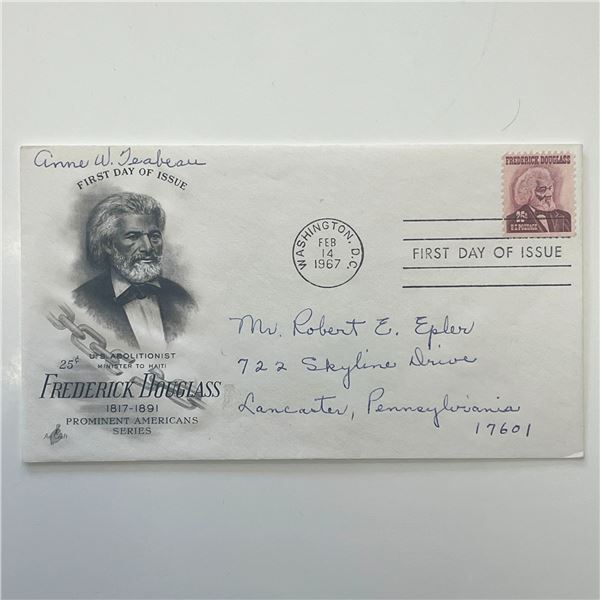 Anne W. Teabeau
FIRST DAY OF ISSUE
25¢
U.S. ABOLITIONIST
MINISTER TO HAITI
FREDERICK DOUGLASS
1817-1891
PROMINENT AMERICANS
SERIES
ArtCraft
WASHINGTON, D.C.
FEB
14
1967
FIRST DAY OF ISSUE
FREDERICK DOUGLASS
25¢
U.S. POSTAGE
Mr. Robert E. Epler
722 Skyline Drive
Lancaster, Pennsylvania
17601